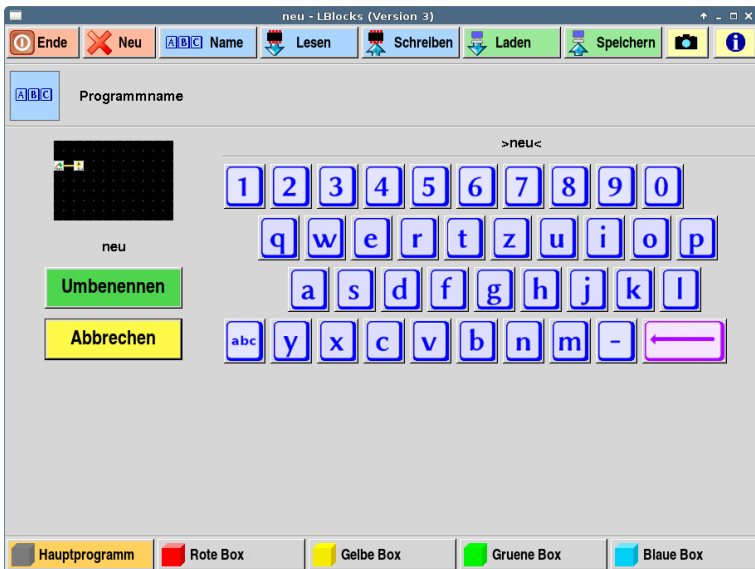 neu - LBlocks (Version 3)
Ende Neu ABC Name Lesen Schreiben Laden Speichern i
ABC Programmname
>neu<
1 2 3 4 5 6 7 8 9 0
q w e r t z u i o p
neu
Umbenennen
a s d f g h j k l
Abbrechen
abc y x c v b n m -
Hauptprogramm Rote Box Gelbe Box Gruene Box Blaue Box